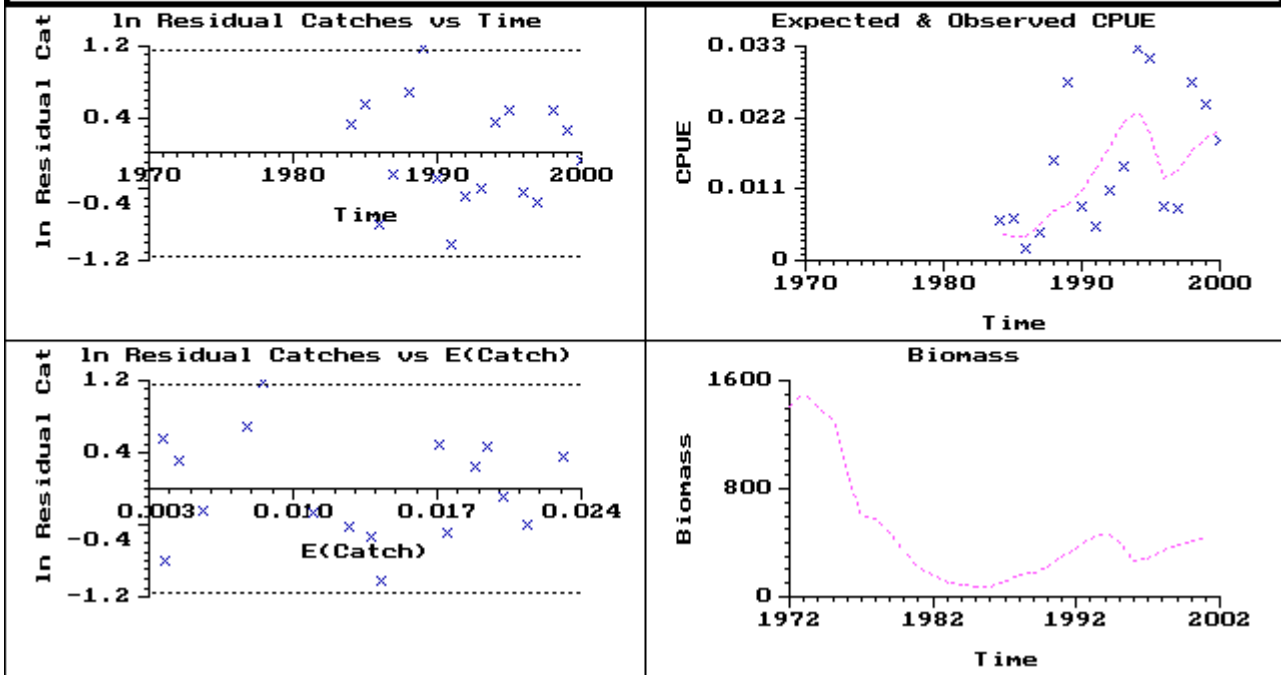 ln Residual Catches vs Time
ln Residual Cat
1.2
0.4
-0.4
-1.2
1970
1980
1990
2000
Time
Expected & Observed CPUE
CPUE
0.033
0.022
0.011
0
1970
1980
1990
2000
Time
ln Residual Catches vs E(Catch)
ln Residual Cat
1.2
0.4
-0.4
-1.2
0.003
0.010
0.017
0.024
E(Catch)
Biomass
Biomass
1600
800
0
1972
1982
1992
2002
Time